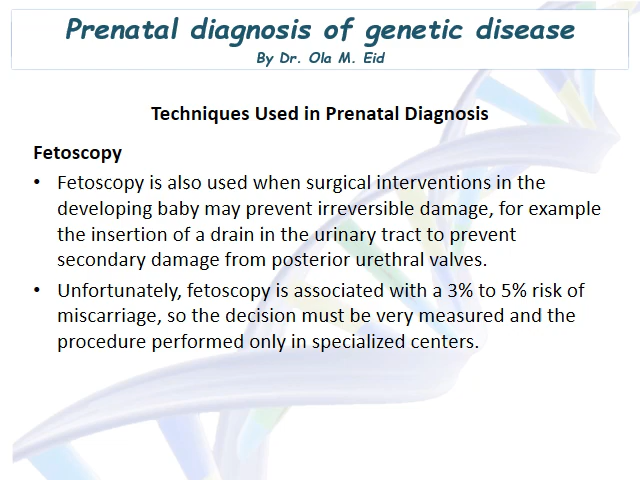 Prenatal diagnosis of genetic disease
By Dr. Ola M. Eid
Techniques Used in Prenatal Diagnosis
Fetoscopy
• Fetoscopy is also used when surgical interventions in the
developing baby may prevent irreversible damage, for example
the insertion of a drain in the urinary tract to prevent
secondary damage from posterior urethral valves.
• Unfortunately, fetoscopy is associated with a 3% to 5% risk of
miscarriage, so the decision must be very measured and the
procedure performed only in specialized centers.